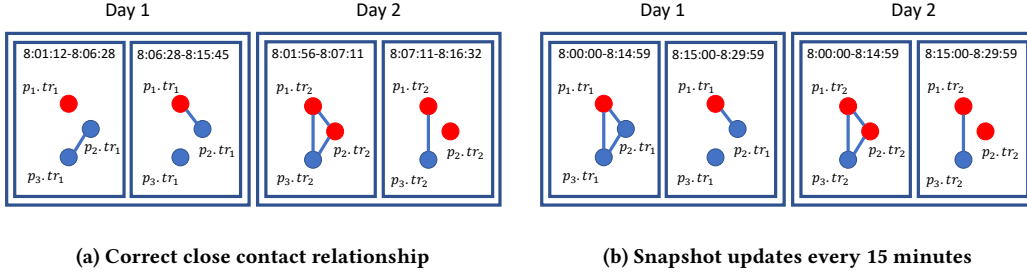 Day 1
Day 2
8:01:12-8:06:28
8:06:28-8:15:45
8:01:56-8:07:11
8:07:11-8:16:32
p₁.tr₁
p₂.tr₁
p₃.tr₁
p₁.tr₁
p₂.tr₁
p₃.tr₁
p₁.tr₂
p₂.tr₂
p₃.tr₂
p₁.tr₂
p₂.tr₂
p₃.tr₂
(a) Correct close contact relationship
Day 1
Day 2
8:00:00-8:14:59
8:15:00-8:29:59
8:00:00-8:14:59
8:15:00-8:29:59
p₁.tr₁
p₂.tr₁
p₃.tr₁
p₁.tr₁
p₂.tr₁
p₃.tr₁
p₁.tr₂
p₂.tr₂
p₃.tr₂
p₁.tr₂
p₂.tr₂
p₃.tr₂
(b) Snapshot updates every 15 minutes